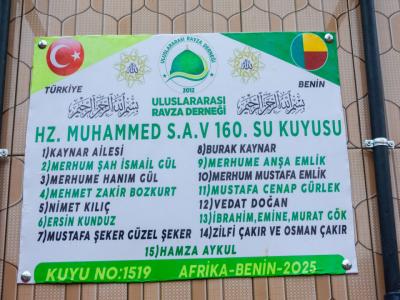 ULUSLARARASI RAVZA DERNEĞİ
2012
TÜRKİYE
BENİN
بسم الله الرحمن الرحيم
ULUSLARARASI
RAVZA DERNEĞİ
بسم الله الرحمن الرحيم
HZ. MUHAMMED S.A.V 160. SU KUYUSU
1)KAYNAR AİLESİ
2)MERHUM ŞAH İSMAİL GÜL
3)MERHUME HANIM GÜL
4)MEHMET ZAKİR BOZKURT
5)NİMET KILIÇ
6)ERSİN KUNDUZ
7)MUSTAFA ŞEKER GÜZEL ŞEKER
8)BURAK KAYNAR
9)MERHUME ANŞA EMLİK
10)MERHUM MUSTAFA EMLİK
11)MUSTAFA CENAP GÜRLEK
12)VEDAT DOĞAN
13)İBRAHİM,EMİNE,MURAT GÖK
14)ZİLFİ ÇAKIR VE OSMAN ÇAKIR
15)HAMZA AYKUL
KUYU NO:1519 AFRİKA-BENİN-2025